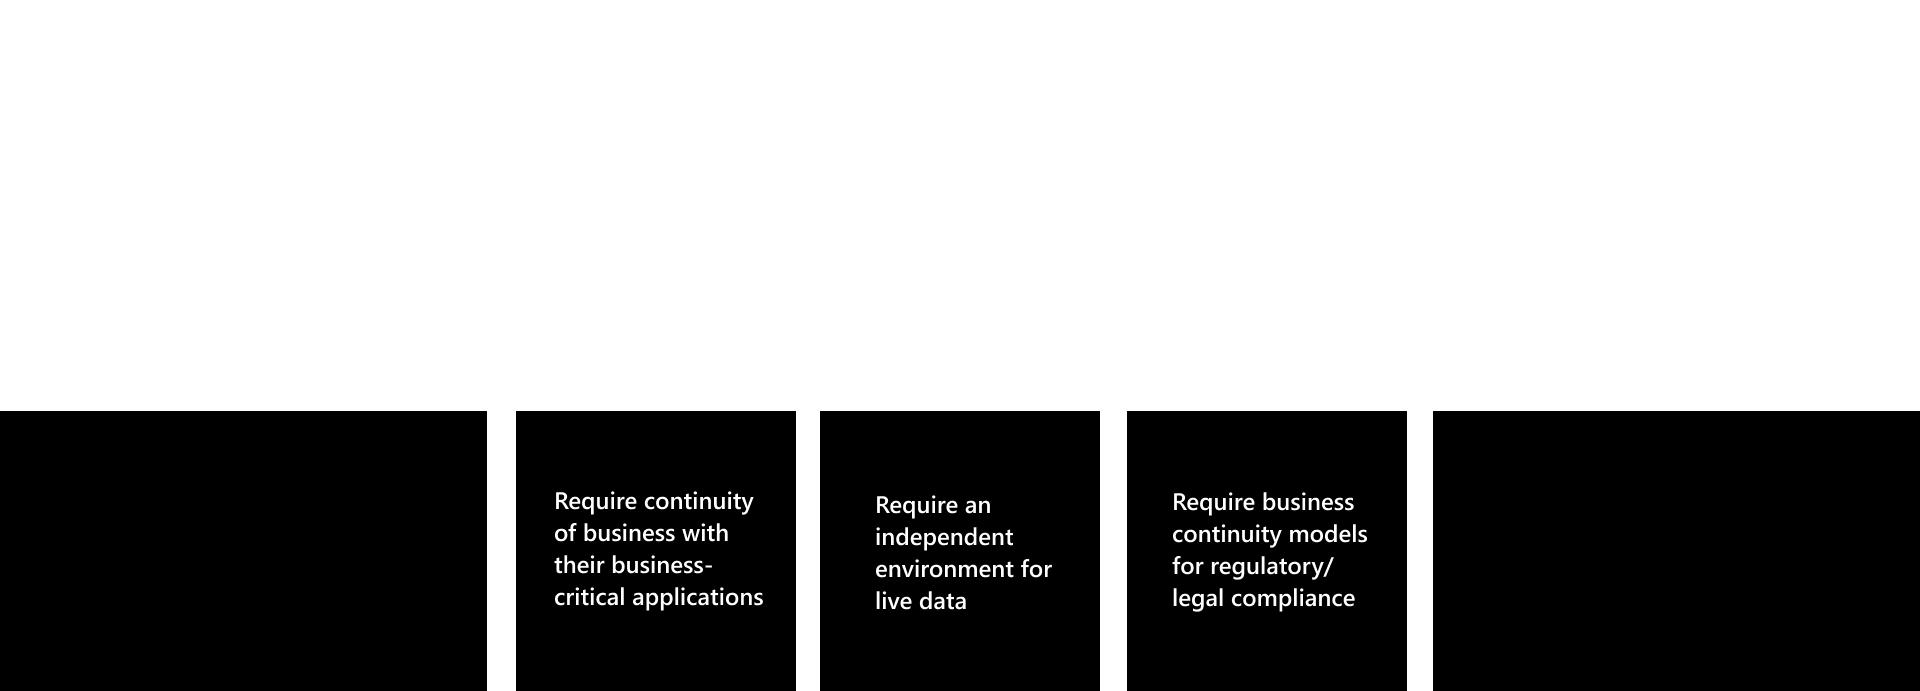 Require continuity
of business with
their business-
critical applications
Require an
independent
environment for
live data
Require business
continuity models
for regulatory/
legal compliance